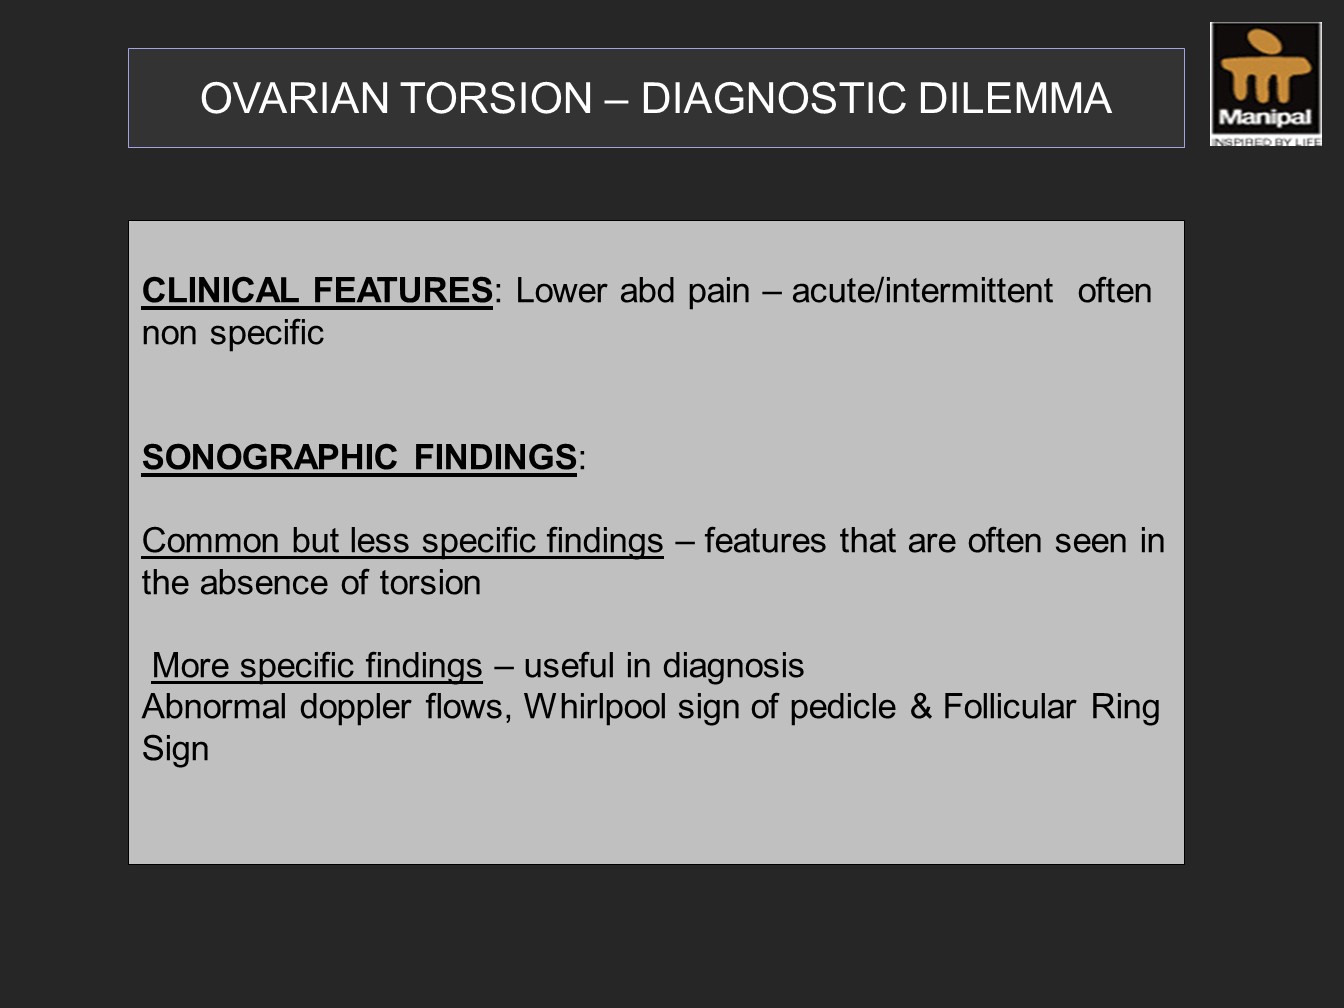 OVARIAN TORSION – DIAGNOSTIC DILEMMA
Manipal
INSPIRED BY LIFE
CLINICAL FEATURES: Lower abd pain – acute/intermittent often
non specific
SONOGRAPHIC FINDINGS:
Common but less specific findings – features that are often seen in
the absence of torsion
More specific findings – useful in diagnosis
Abnormal doppler flows, Whirlpool sign of pedicle & Follicular Ring
Sign